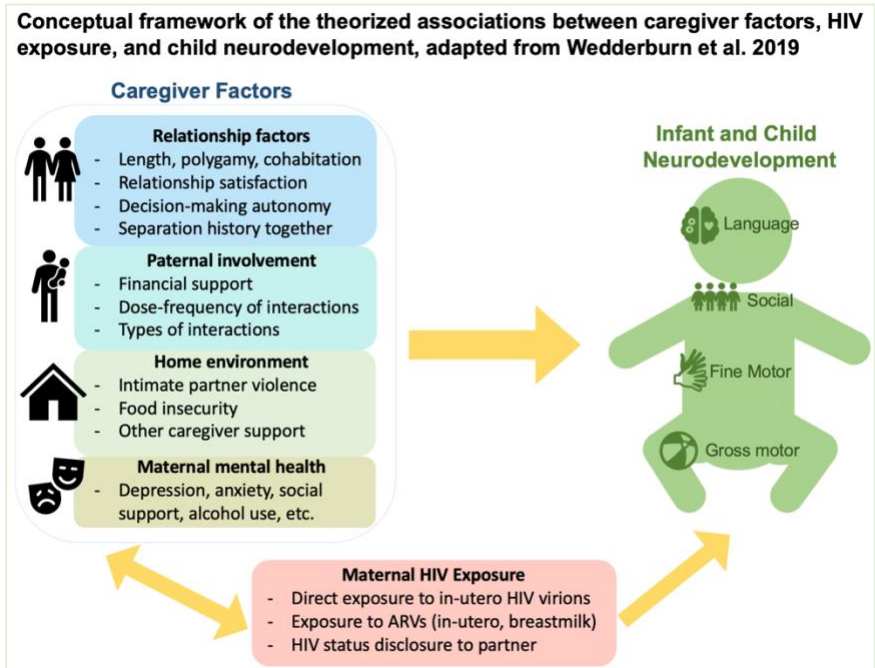 Conceptual framework of the theorized associations between caregiver factors, HIV
exposure, and child neurodevelopment, adapted from Wedderburn et al. 2019
Caregiver Factors
Relationship factors
- Length, polygamy, cohabitation
- Relationship satisfaction
- Decision-making autonomy
- Separation history together
Paternal involvement
- Financial support
- Dose-frequency of interactions
- Types of interactions
Home environment
- Intimate partner violence
- Food insecurity
- Other caregiver support
Maternal mental health
- Depression, anxiety, social
support, alcohol use, etc.
Infant and Child
Neurodevelopment
Language
Social
Fine Motor
Gross motor
Maternal HIV Exposure
- Direct exposure to in-utero HIV virions
- Exposure to ARVs (in-utero, breastmilk)
- HIV status disclosure to partner